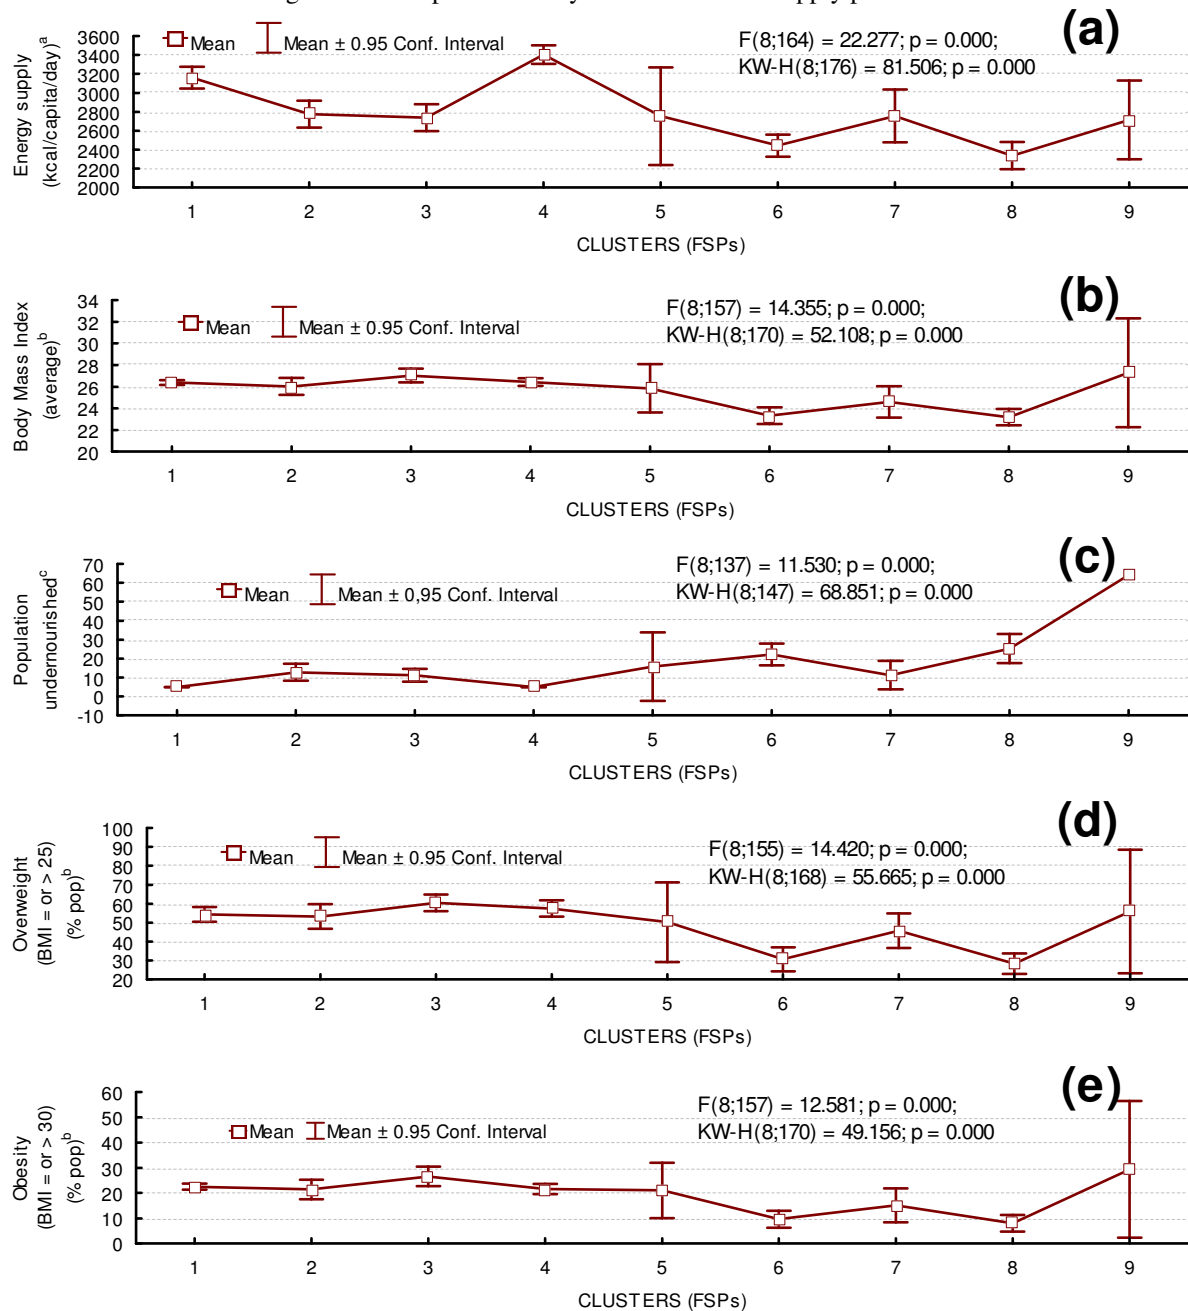 supply
(a)
Mean
Mean ± 0.95 Conf. Interval
F(8;164) = 22.277; p = 0.000;
KW-H(8;176) = 81.506; p = 0.000
Energy supply
(kcal/capita/day)ᵃ
3600
3400
3200
3000
2800
2600
2400
2200
2000
1 2 3 4 5 6 7 8 9
CLUSTERS (FSPs)
(b)
Mean
Mean ± 0.95 Conf. Interval
F(8;157) = 14.355; p = 0.000;
KW-H(8;170) = 52.108; p = 0.000
Body Mass Index
(average)ᵇ
34
32
30
28
26
24
22
20
1 2 3 4 5 6 7 8 9
CLUSTERS (FSPs)
(c)
Mean
Mean ± 0,95 Conf. Interval
F(8;137) = 11.530; p = 0.000;
KW-H(8;147) = 68.851; p = 0.000
Population
undernourishedᶜ
70
60
50
40
30
20
10
0
-10
1 2 3 4 5 6 7 8 9
CLUSTERS (FSPs)
(d)
Mean
Mean ± 0.95 Conf. Interval
F(8;155) = 14.420; p = 0.000;
KW-H(8;168) = 55.665; p = 0.000
Overweight
(BMI = or > 25)
(% pop)ᵇ
100
90
80
70
60
50
40
30
20
1 2 3 4 5 6 7 8 9
CLUSTERS (FSPs)
(e)
Mean
Mean ± 0.95 Conf. Interval
F(8;157) = 12.581; p = 0.000;
KW-H(8;170) = 49.156; p = 0.000
Obesity
(BMI = or > 30)
(% pop)ᵇ
60
50
40
30
20
10
0
1 2 3 4 5 6 7 8 9
CLUSTERS (FSPs)